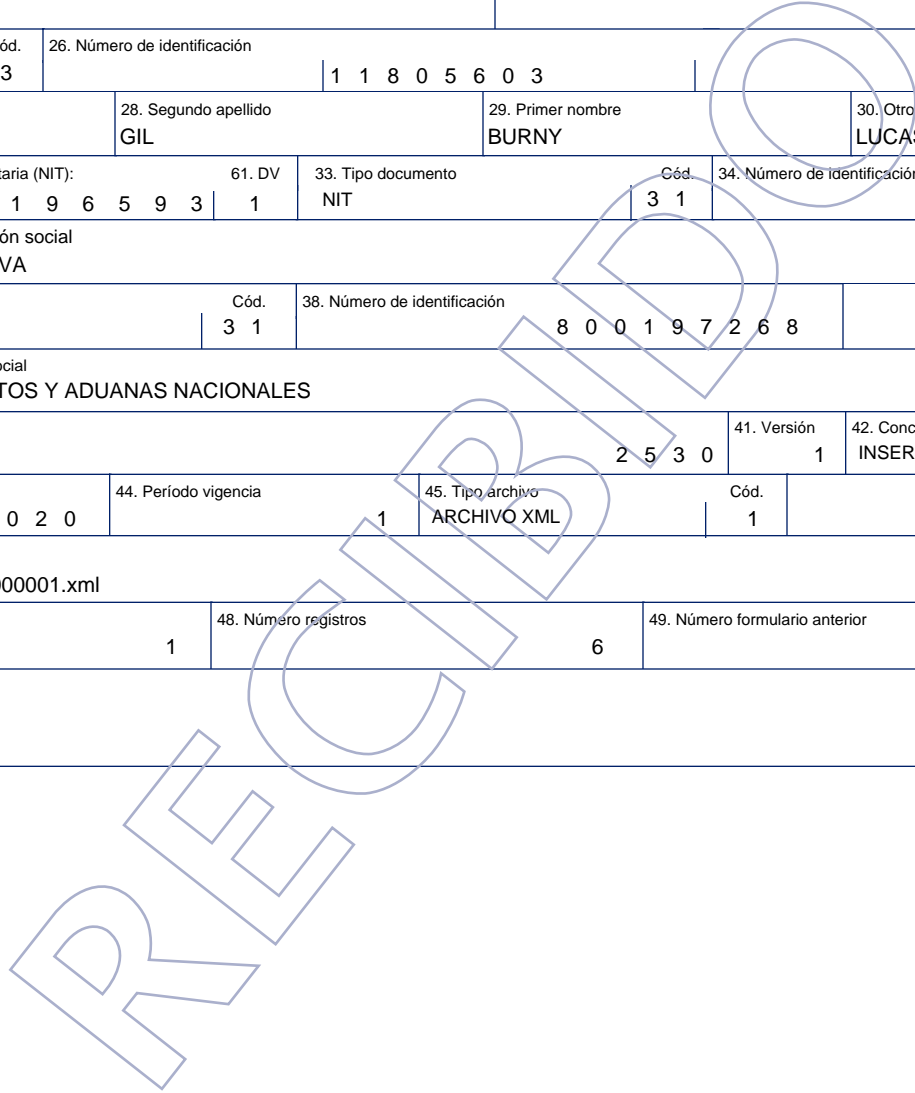 ód. 26. Número de identificación
3 1 1 8 0 5 6 0 3
28. Segundo apellido 29. Primer nombre 30. Otro
GIL BURNY LUCAS
taria (NIT): 61. DV 33. Tipo documento Cód. 34. Número de identificación
1 9 6 5 9 3 1 NIT 3 1
ón social
VA
Cód. 38. Número de identificación
3 1 8 0 0 1 9 7 2 6 8
ocial
TOS Y ADUANAS NACIONALES
41. Versión 42. Conc
2 5 3 0 1 INSER
44. Período vigencia 45. Tipo archivo Cód.
0 2 0 1 ARCHIVO XML 1
000001.xml
48. Número registros 49. Número formulario anterior
1 6
RECIBIDO